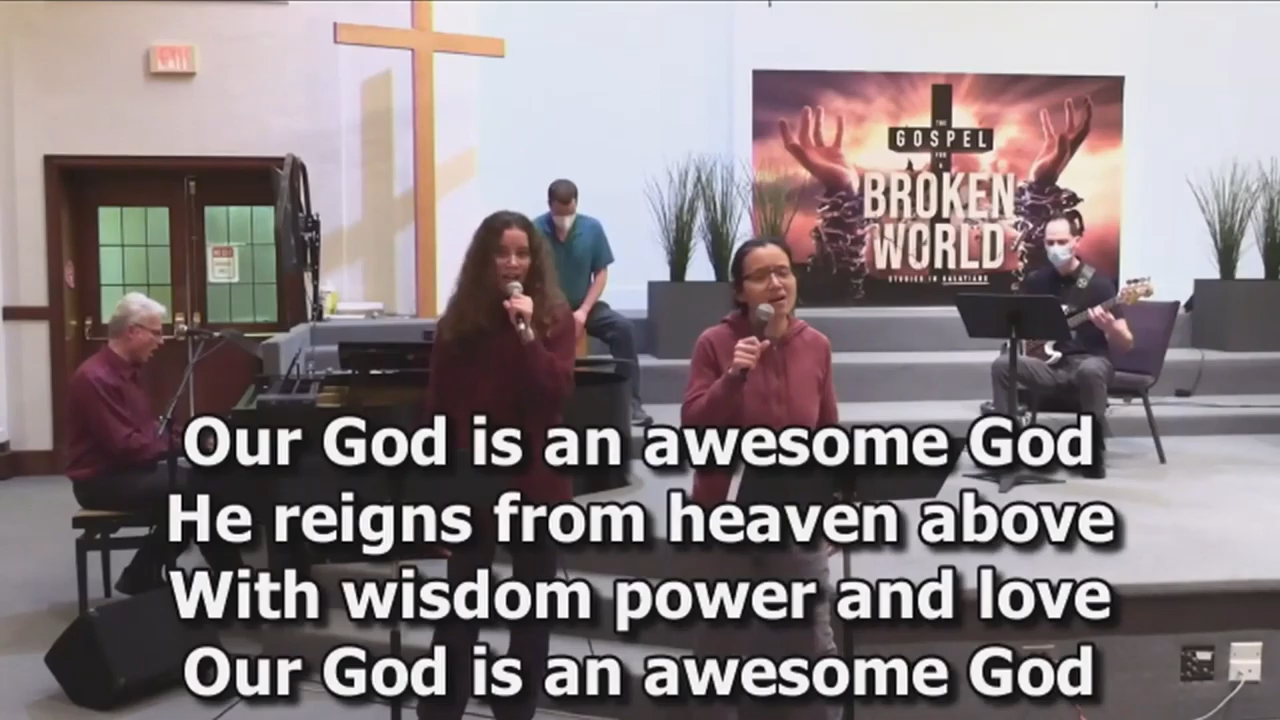 EXIT
THE
GOSPEL
FOR
A
BROKEN
WORLD
STUDIES IN GALATIANS
Our God is an awesome God
He reigns from heaven above
With wisdom power and love
Our God is an awesome God